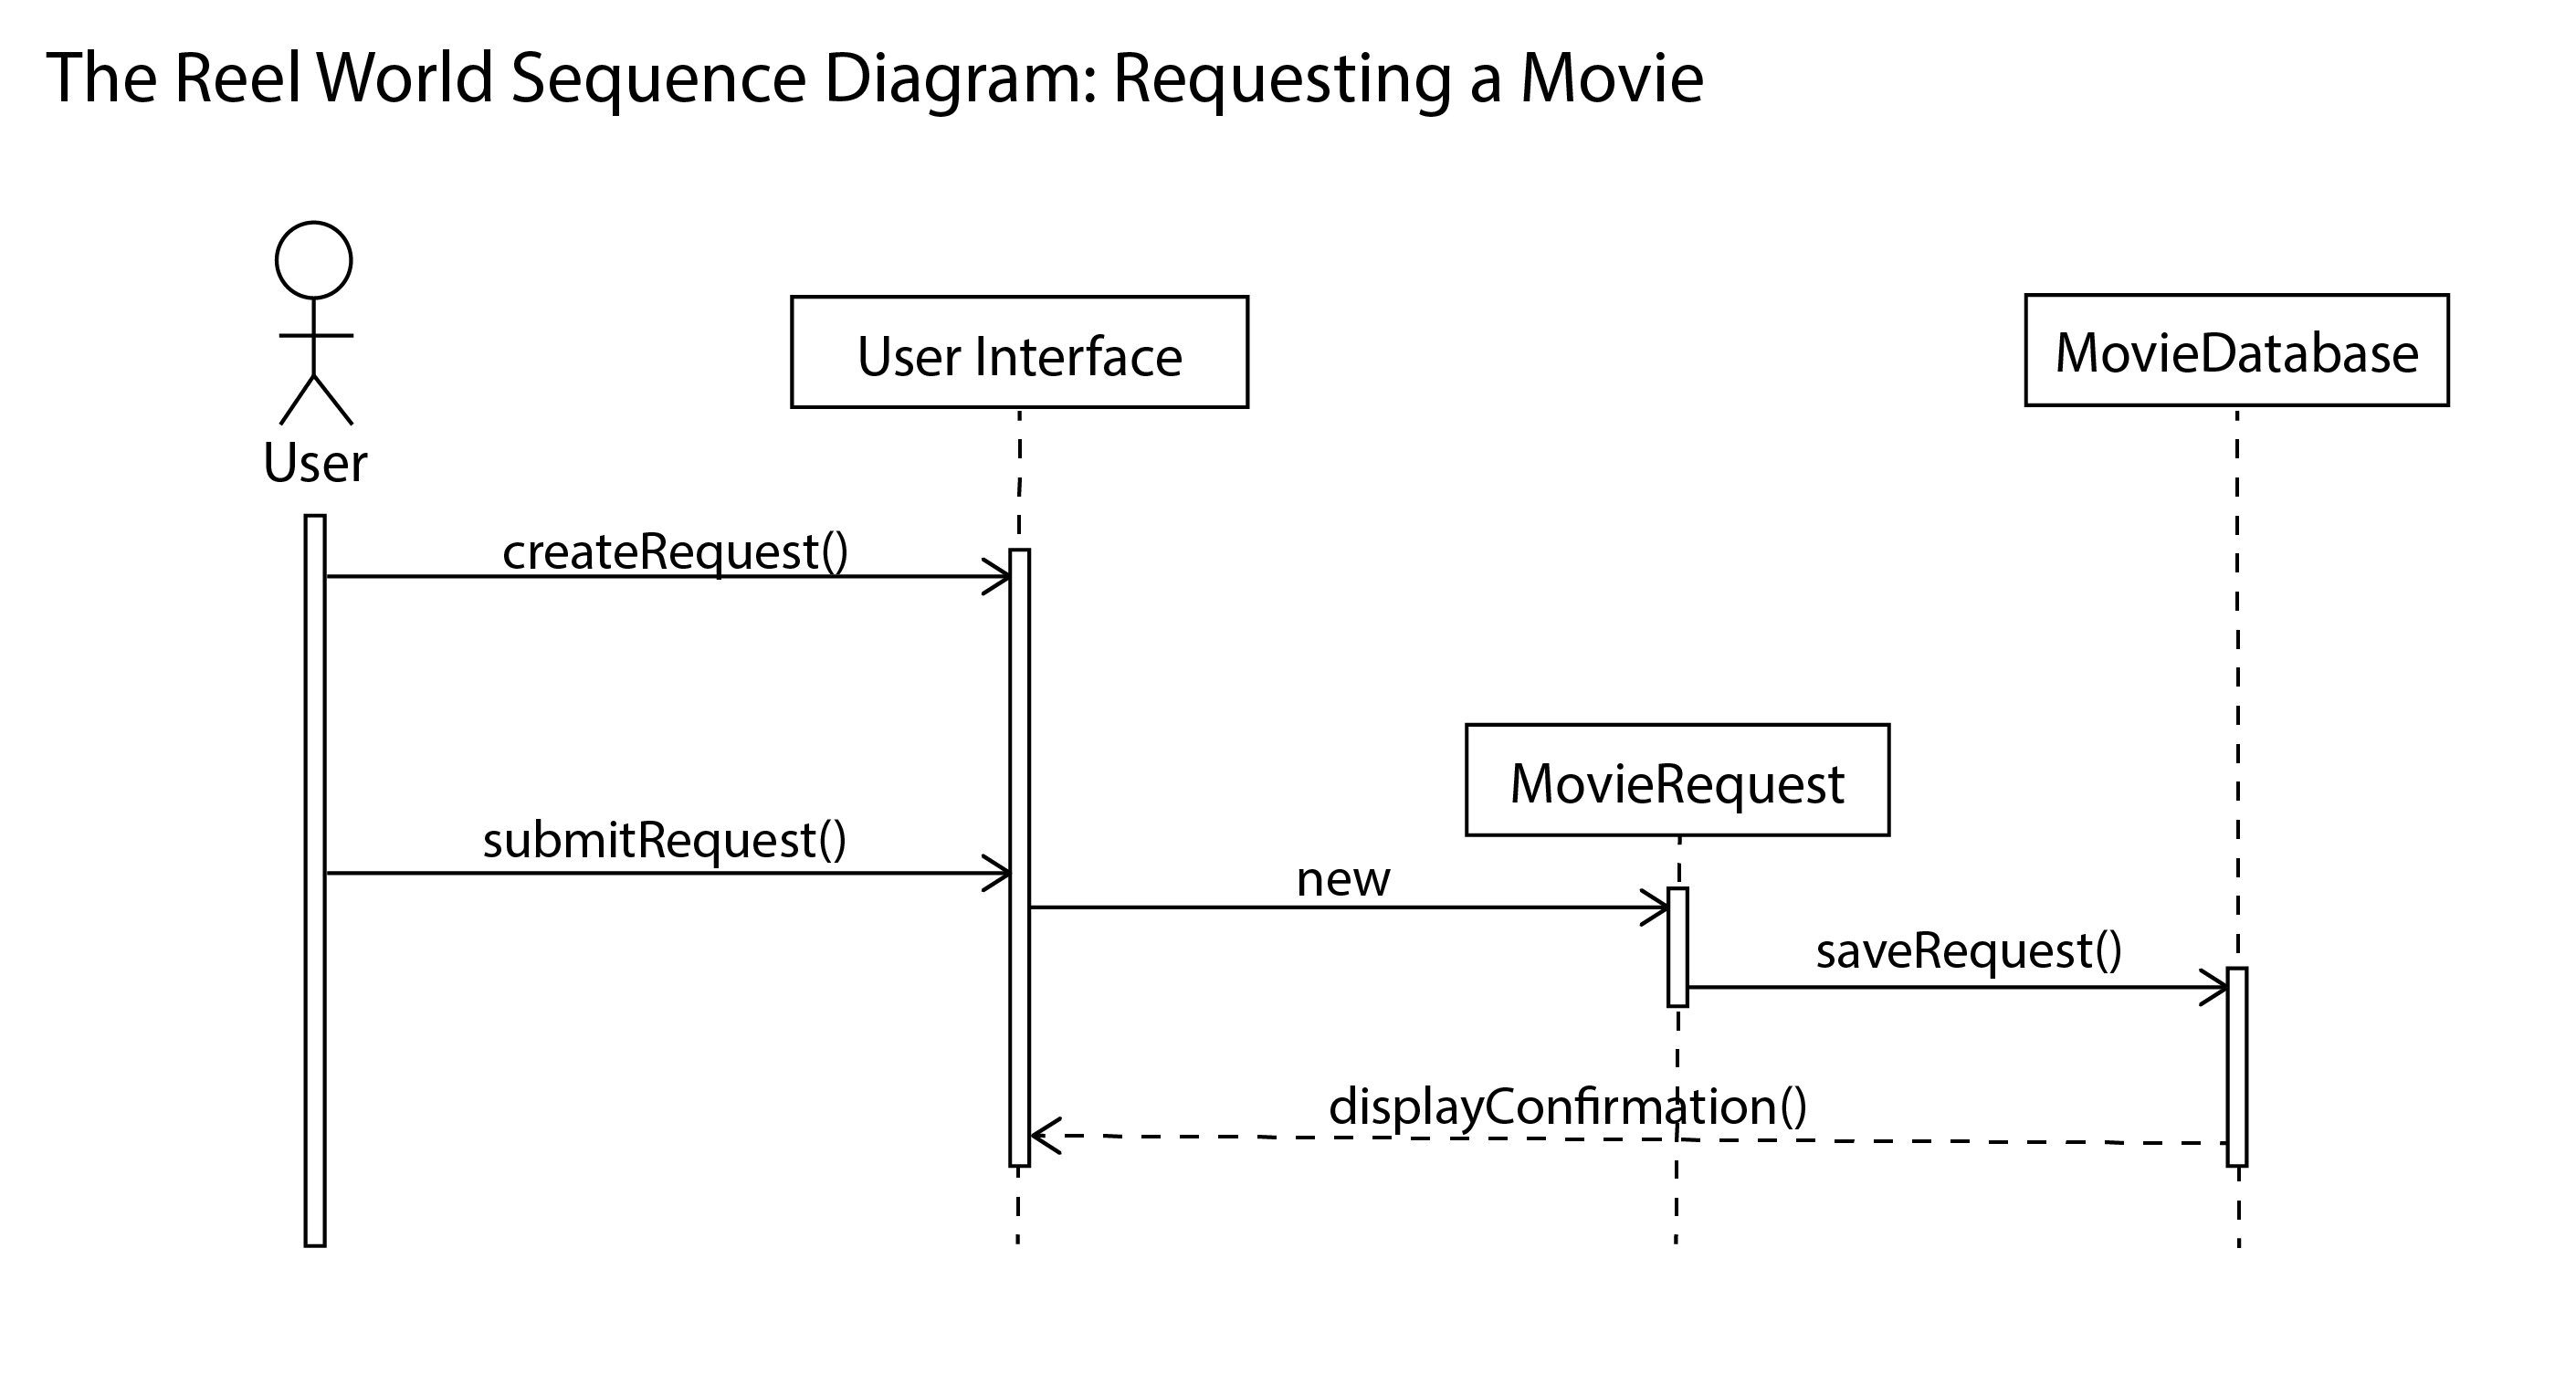 The Reel World Sequence Diagram: Requesting a Movie
User Interface
MovieDatabase
User
createRequest()
MovieRequest
submitRequest()
new
saveRequest()
displayConfirmation()